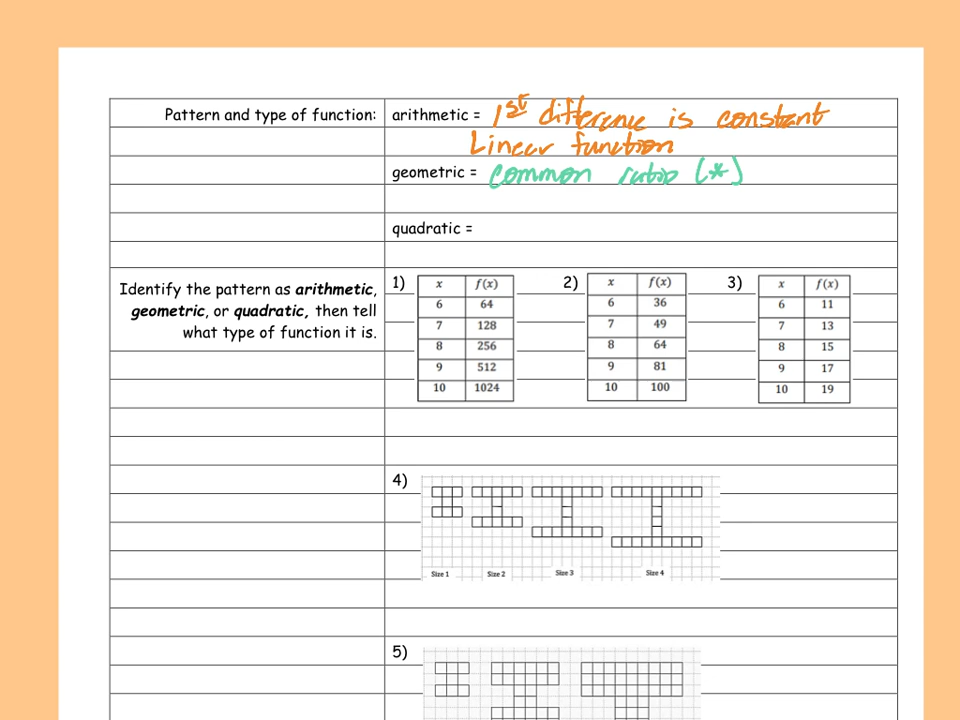 Pattern and type of function:
arithmetic = 1st difference is constant
Linear function
geometric = common ratio (*)
quadratic =
Identify the pattern as arithmetic,
geometric, or quadratic, then tell
what type of function it is.
1)
x f(x)
6 64
7 128
8 256
9 512
10 1024
2)
x f(x)
6 36
7 49
8 64
9 81
10 100
3)
x f(x)
6 11
7 13
8 15
9 17
10 19
4)
Size 1 Size 2 Size 3 Size 4
5)